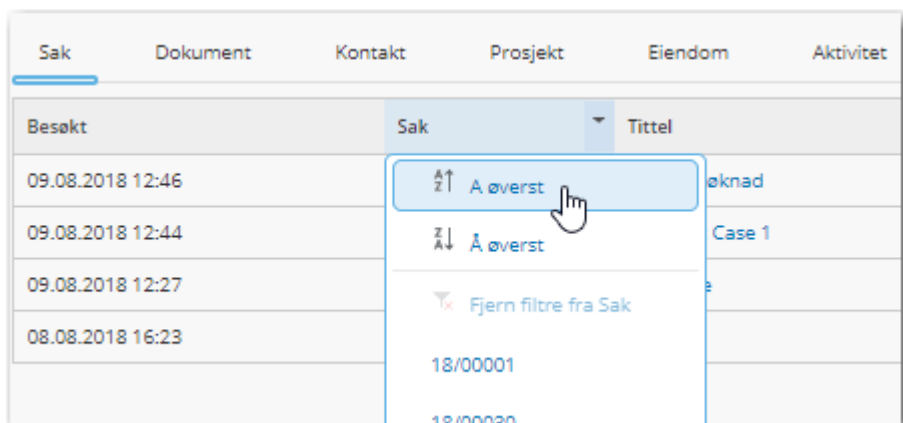 Sak Dokument Kontakt Prosjekt Eiendom Aktivitet
Besøkt Sak Tittel
09.08.2018 12:46
A øverst
øknad
09.08.2018 12:44
Å øverst
Case 1
09.08.2018 12:27
Fjern filtre fra Sak
08.08.2018 16:23
18/00001